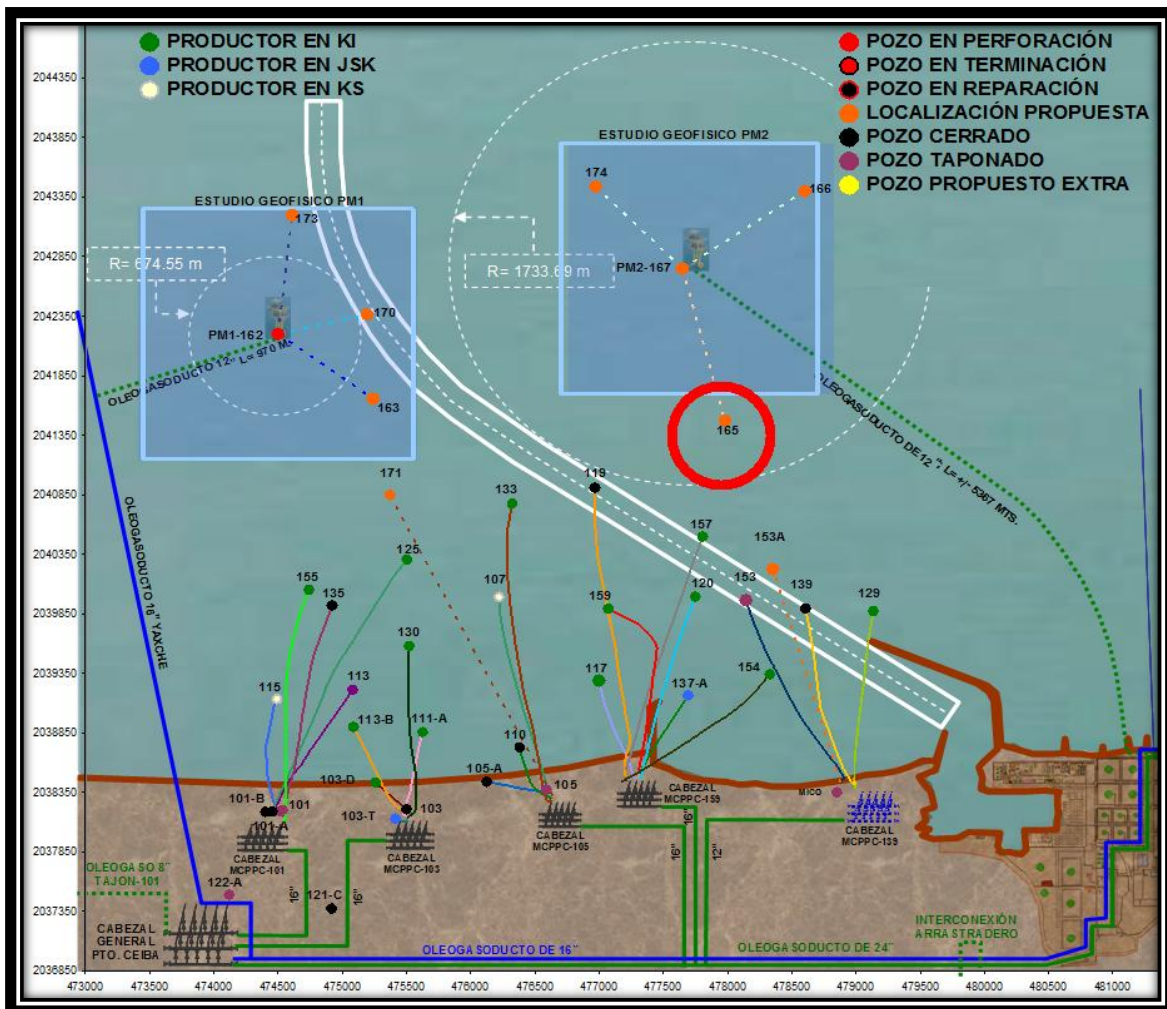 PRODUCTOR EN KI
PRODUCTOR EN JSK
PRODUCTOR EN KS
POZO EN PERFORACIÓN
POZO EN TERMINACIÓN
POZO EN REPARACIÓN
LOCALIZACIÓN PROPUESTA
POZO CERRADO
POZO TAPONADO
POZO PROPUESTO EXTRA
2044350
2043850
2043350
2042850
2042350
2041850
2041350
2040850
2040350
2039850
2039350
2038850
2038350
2037850
2037350
2036850
ESTUDIO GEOFISICO PM2
174
166
PM2-167
165
ESTUDIO GEOFISICO PM1
173
R= 674.55 m
R= 1733.69 m
170
PM1-162
163
OLEOGASODUCTO 12" L= 970 M.
OLEOGASODUCTO DE 12", L= +/- 5367 MTS.
OLEOGASODUCTO 16" YAXCHE
171
133
119
157
153A
125
155
135
107
159
120
153
139
129
130
115
113
117
137-A
154
113-B
111-A
110
103-D
105-A
105
101-B
101
101-A
103-T
103
MICO
CABEZAL
MCPPC-101
CABEZAL
MCPPC-103
CABEZAL
MCPPC-105
CABEZAL
MCPPC-159
CABEZAL
MCPPC-139
16"
16"
16"
16"
12"
OLEOGASO 8"
TAJON-101
122-A
121-C
CABEZAL
GENERAL
PTO. CEIBA
OLEOGASODUCTO DE 16"
OLEOGASODUCTO DE 24"
INTERCONEXIÓN
ARRASTRADERO
473000 473500 474000 474500 475000 475500 476000 476500 477000 477500 478000 478500 479000 479500 480000 480500 481000